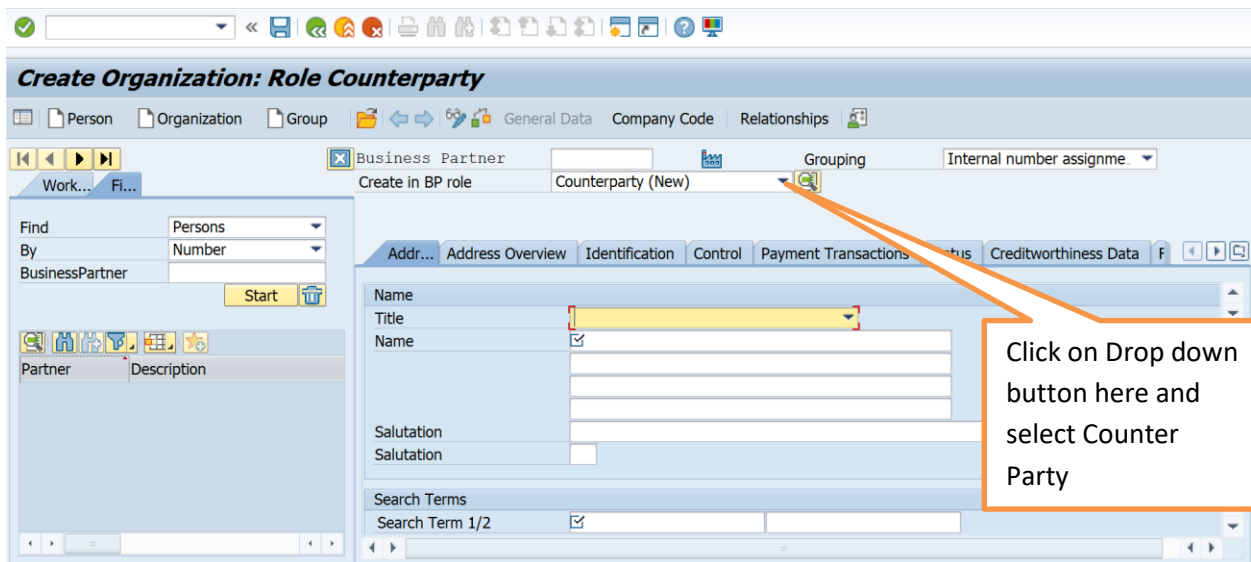 Create Organization: Role Counterparty
Person Organization Group General Data Company Code Relationships
Business Partner Grouping Internal number assignme..
Work... Fi... Create in BP role Counterparty (New)
Find Persons
By Number
BusinessPartner
Start
Addr... Address Overview Identification Control Payment Transactions Creditworthiness Data
Name
Title
Name
Partner Description
Salutation
Salutation
Search Terms
Search Term 1/2
Click on Drop down
button here and
select Counter
Party